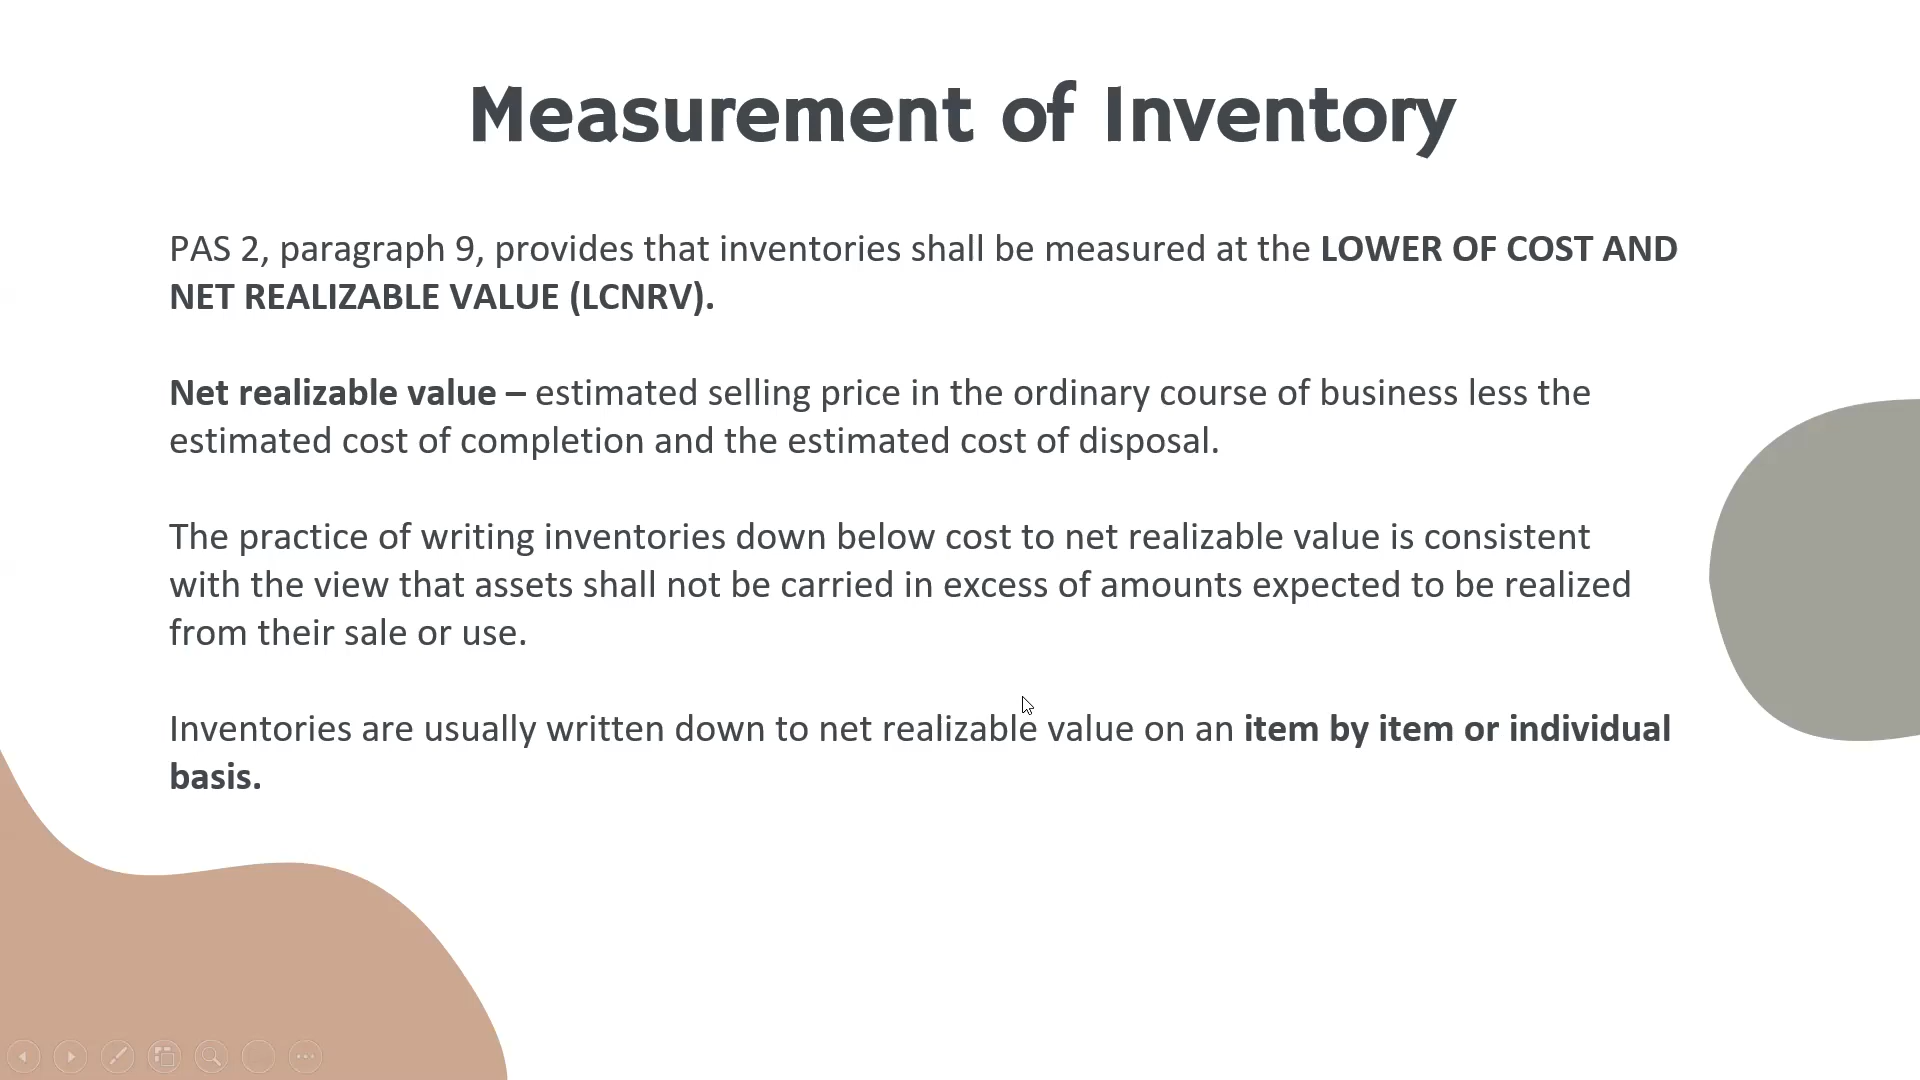 Measurement of Inventory
PAS 2, paragraph 9, provides that inventories shall be measured at the LOWER OF COST AND
NET REALIZABLE VALUE (LCNRV).
Net realizable value – estimated selling price in the ordinary course of business less the
estimated cost of completion and the estimated cost of disposal.
The practice of writing inventories down below cost to net realizable value is consistent
with the view that assets shall not be carried in excess of amounts expected to be realized
from their sale or use.
Inventories are usually written down to net realizable value on an item by item or individual
basis.